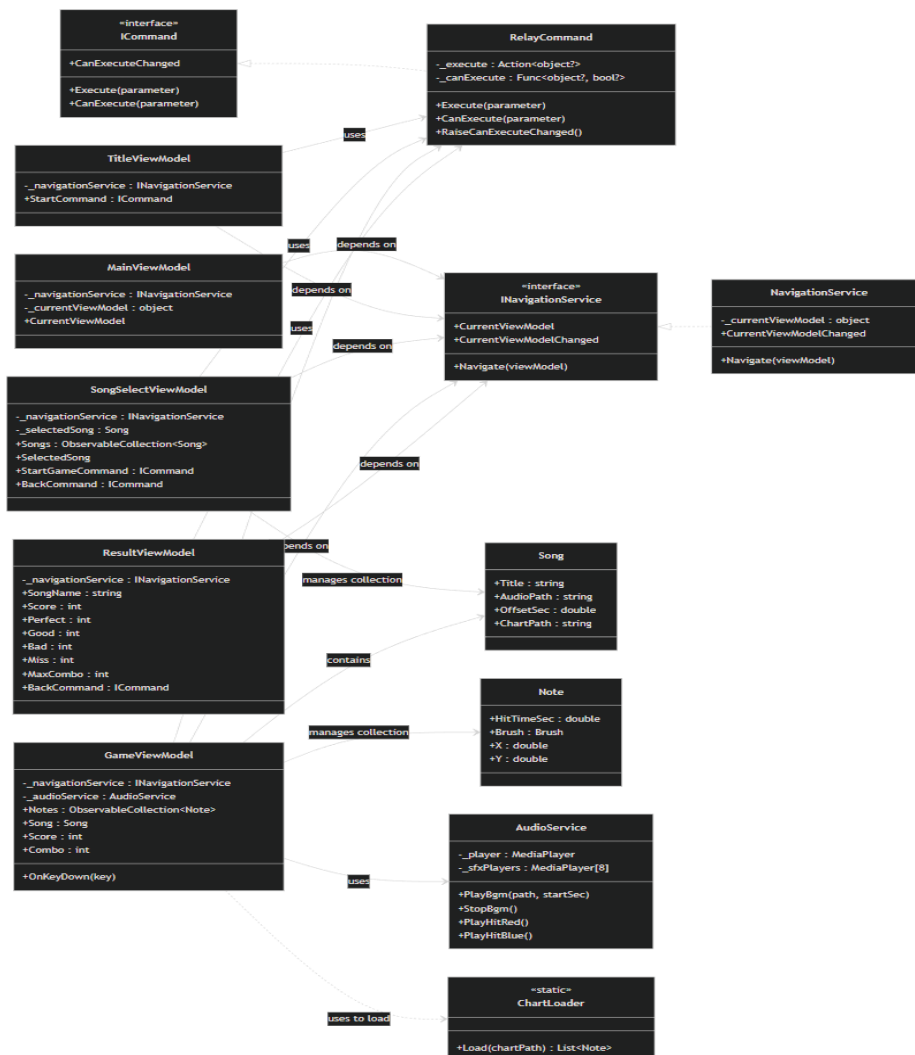 «interface»
ICommand
+CanExecuteChanged
+Execute(parameter)
+CanExecute(parameter)
RelayCommand
-_execute : Action<object?>
-_canExecute : Func<object?, bool?>
+Execute(parameter)
+CanExecute(parameter)
+RaiseCanExecuteChanged()
uses
TitleViewModel
-_navigationService : INavigationService
+StartCommand : ICommand
uses
depends on
MainViewModel
-_navigationService : INavigationService
-_currentViewModel : object
+CurrentViewModel
depends on
uses
depends on
«interface»
INavigationService
+CurrentViewModel
+CurrentViewModelChanged
+Navigate(viewModel)
NavigationService
-_currentViewModel : object
+CurrentViewModelChanged
+Navigate(viewModel)
SongSelectViewModel
-_navigationService : INavigationService
-_selectedSong : Song
+Songs : ObservableCollection<Song>
+SelectedSong
+StartGameCommand : ICommand
+BackCommand : ICommand
depends on
ResultViewModel
-_navigationService : INavigationService
+SongName : string
+Score : int
+Perfect : int
+Good : int
+Bad : int
+Miss : int
+MaxCombo : int
+BackCommand : ICommand
on
manages collection
Song
+Title : string
+AudioPath : string
+OffsetSec : double
+ChartPath : string
contains
Note
+HitTimeSec : double
+Brush : Brush
+X : double
+Y : double
manages collection
GameViewModel
-_navigationService : INavigationService
-_audioService : AudioService
+Notes : ObservableCollection<Note>
+Song : Song
+Score : int
+Combo : int
+OnKeyDown(key)
AudioService
-_player : MediaPlayer
-_sfxPlayers : MediaPlayer[8]
+PlayBgm(path, startSec)
+StopBgm()
+PlayHitRed()
+PlayHitBlue()
uses
«static»
ChartLoader
+Load(chartPath) : List<Note>
uses to load